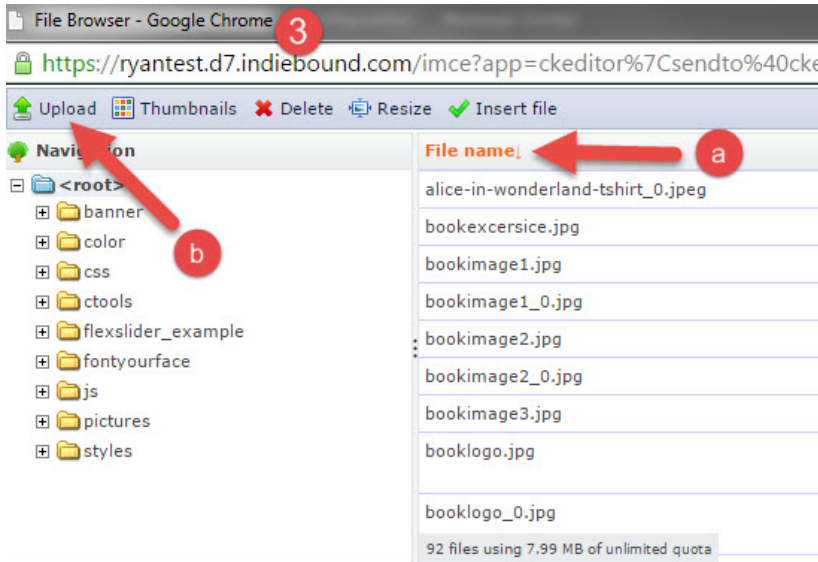 File Browser - Google Chrome
3
https://ryantest.d7.indiebound.com/imce?app=ckeditor%7Csendto%40cke
Upload Thumbnails Delete Resize Insert file
Navigation
File name↓
a
<root>
banner
color
css
ctools
flexslider_example
fontyourface
js
pictures
styles
b
alice-in-wonderland-tshirt_0.jpeg
bookexcersice.jpg
bookimage1.jpg
bookimage1_0.jpg
bookimage2.jpg
bookimage2_0.jpg
bookimage3.jpg
booklogo.jpg
booklogo_0.jpg
92 files using 7.99 MB of unlimited quota